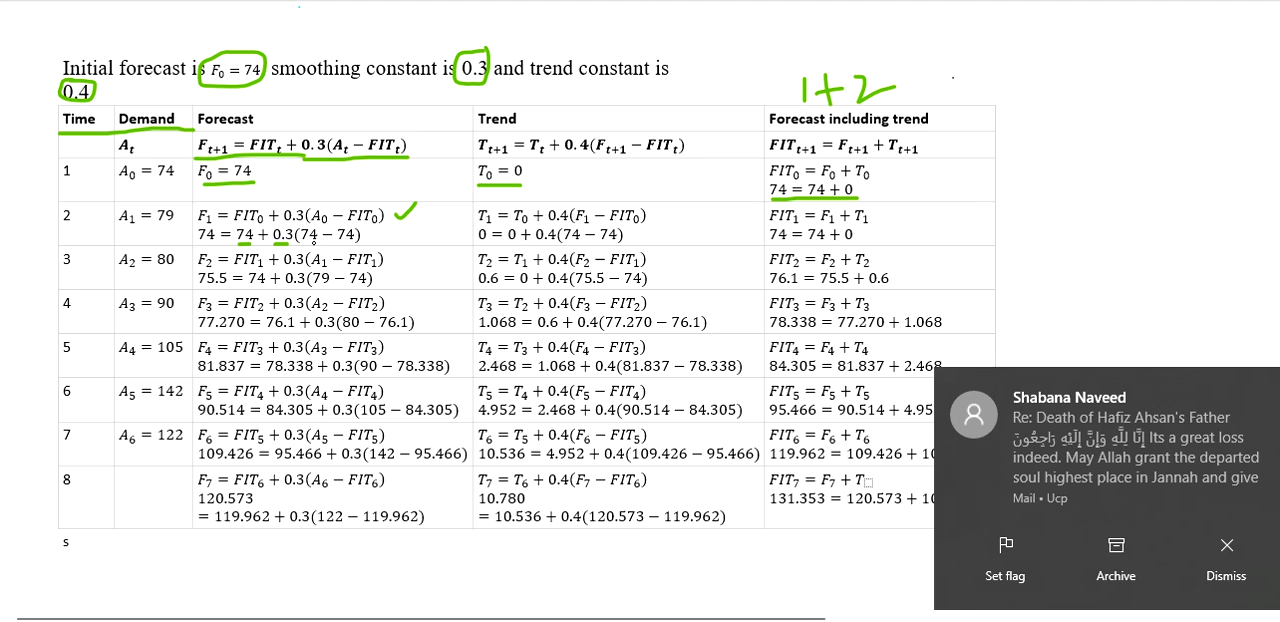 Initial forecast is F₀ = 74, smoothing constant is 0.3 and trend constant is
0.4
1+2
Time Demand Forecast Trend Forecast including trend
Aₜ Fₜ₊₁ = FITₜ + 0.3(Aₜ − FITₜ) Tₜ₊₁ = Tₜ + 0.4(Fₜ₊₁ − FITₜ) FITₜ₊₁ = Fₜ₊₁ + Tₜ₊₁
1 A₀ = 74 F₀ = 74 T₀ = 0 FIT₀ = F₀ + T₀
74 = 74 + 0
2 A₁ = 79 F₁ = FIT₀ + 0.3(A₀ − FIT₀) T₁ = T₀ + 0.4(F₁ − FIT₀) FIT₁ = F₁ + T₁
74 = 74 + 0.3(74 − 74) 0 = 0 + 0.4(74 − 74) 74 = 74 + 0
3 A₂ = 80 F₂ = FIT₁ + 0.3(A₁ − FIT₁) T₂ = T₁ + 0.4(F₂ − FIT₁) FIT₂ = F₂ + T₂
75.5 = 74 + 0.3(79 − 74) 0.6 = 0 + 0.4(75.5 − 74) 76.1 = 75.5 + 0.6
4 A₃ = 90 F₃ = FIT₂ + 0.3(A₂ − FIT₂) T₃ = T₂ + 0.4(F₃ − FIT₂) FIT₃ = F₃ + T₃
77.270 = 76.1 + 0.3(80 − 76.1) 1.068 = 0.6 + 0.4(77.270 − 76.1) 78.338 = 77.270 + 1.068
5 A₄ = 105 F₄ = FIT₃ + 0.3(A₃ − FIT₃) T₄ = T₃ + 0.4(F₄ − FIT₃) FIT₄ = F₄ + T₄
81.837 = 78.338 + 0.3(90 − 78.338) 2.468 = 1.068 + 0.4(81.837 − 78.338) 84.305 = 81.837 + 2.468
6 A₅ = 142 F₅ = FIT₄ + 0.3(A₄ − FIT₄) T₅ = T₄ + 0.4(F₅ − FIT₄) FIT₅ = F₅ + T₅
90.514 = 84.305 + 0.3(105 − 84.305) 4.952 = 2.468 + 0.4(90.514 − 84.305) 95.466 = 90.514 + 4.95
7 A₆ = 122 F₆ = FIT₅ + 0.3(A₅ − FIT₅) T₆ = T₅ + 0.4(F₆ − FIT₅) FIT₆ = F₆ + T₆
109.426 = 95.466 + 0.3(142 − 95.466) 10.536 = 4.952 + 0.4(109.426 − 95.466) 119.962 = 109.426 + 10
8 F₇ = FIT₆ + 0.3(A₆ − FIT₆) T₇ = T₆ + 0.4(F₇ − FIT₆) FIT₇ = F₇ + T
120.573 10.780 131.353 = 120.573 + 10
= 119.962 + 0.3(122 − 119.962) = 10.536 + 0.4(120.573 − 119.962)
s
Shabana Naveed
Re: Death of Hafiz Ahsan's Father
إِنَّا لِلَّهِ وَإِنَّ إِلَيْهِ رَاجِعُونَ Its a great loss
indeed. May Allah grant the departed
soul highest place in Jannah and give
Mail • Ucp
Set flag Archive Dismiss